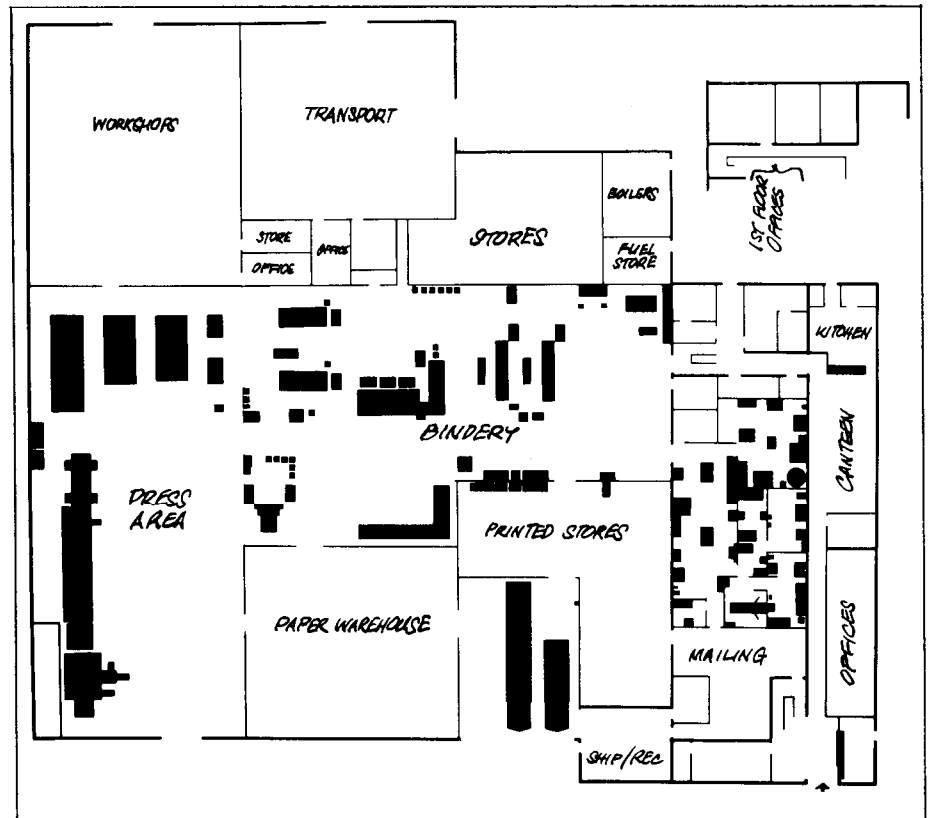 WORKSHOPS
TRANSPORT
STORE
OFFICE
OFFICE
STORES
BOILERS
FUEL
STORE
1ST FLOOR
OFFICES
KITCHEN
CANTEEN
BINDERY
PRESS
AREA
PRINTED STORES
PAPER WAREHOUSE
MAILING
OFFICES
SHIP/REC